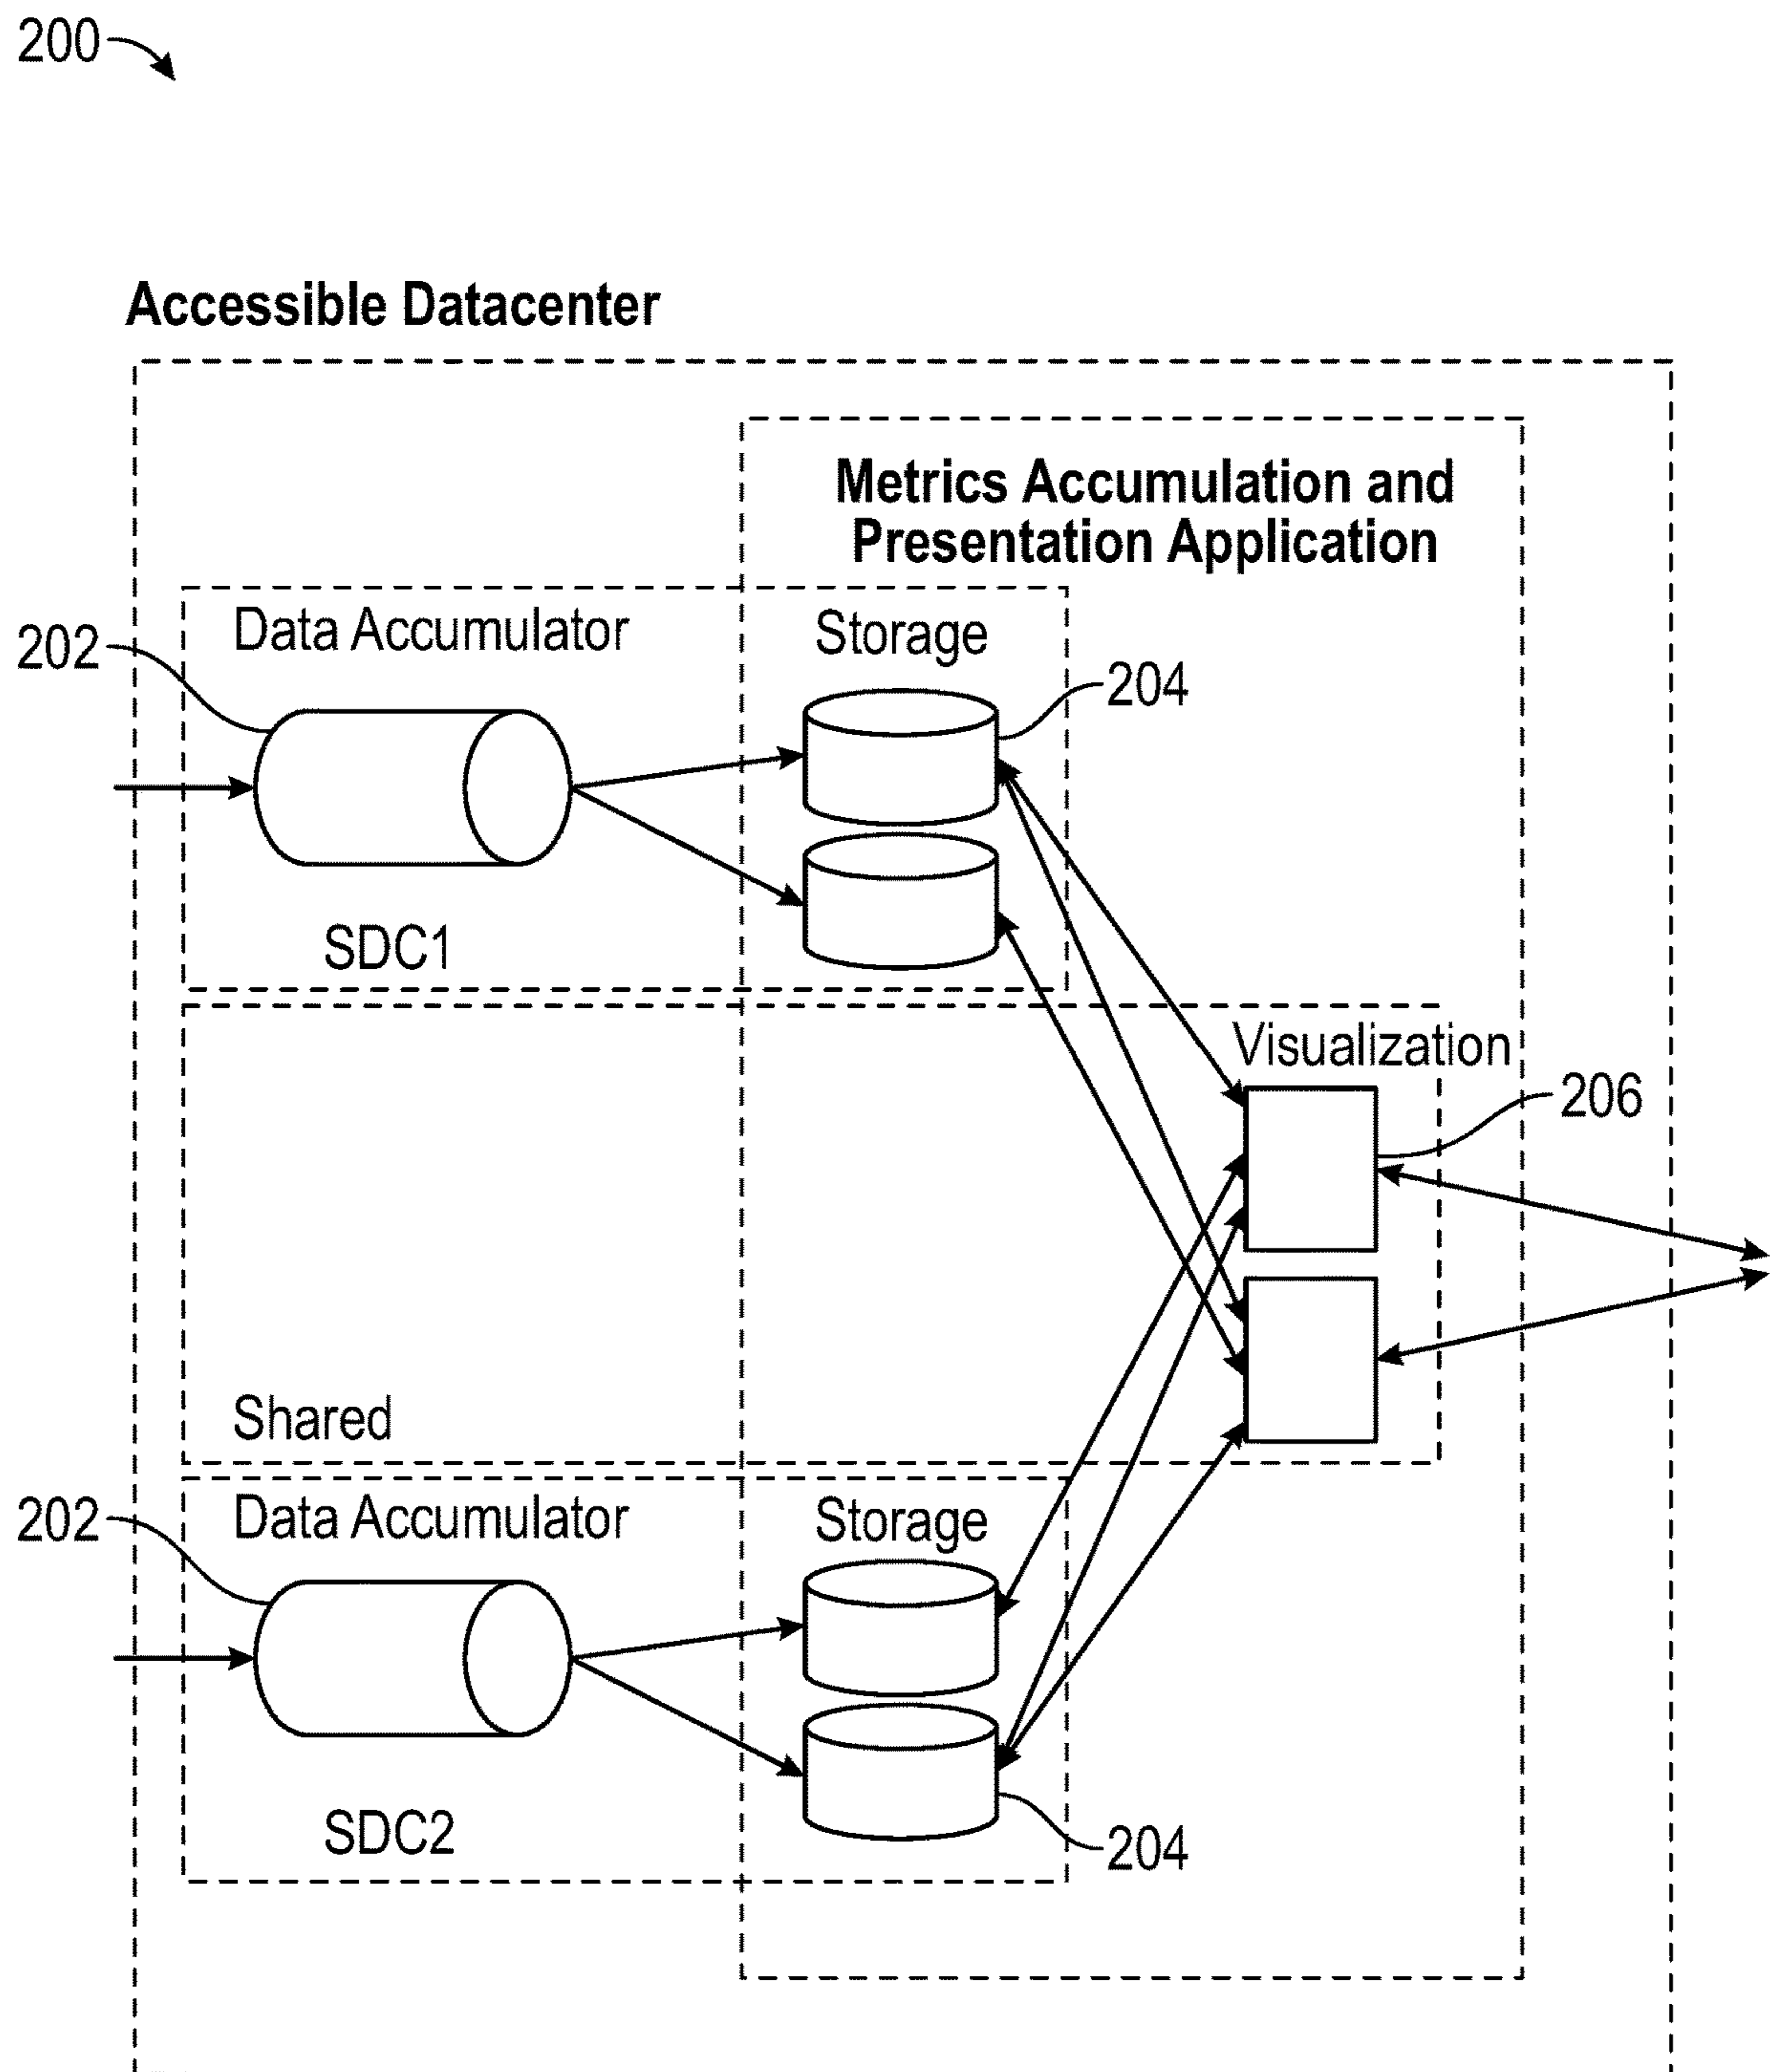 200
Accessible Datacenter
Metrics Accumulation and
Presentation Application
Data Accumulator
Storage
202
204
SDC1
Visualization
206
Shared
202
Data Accumulator
Storage
SDC2
204